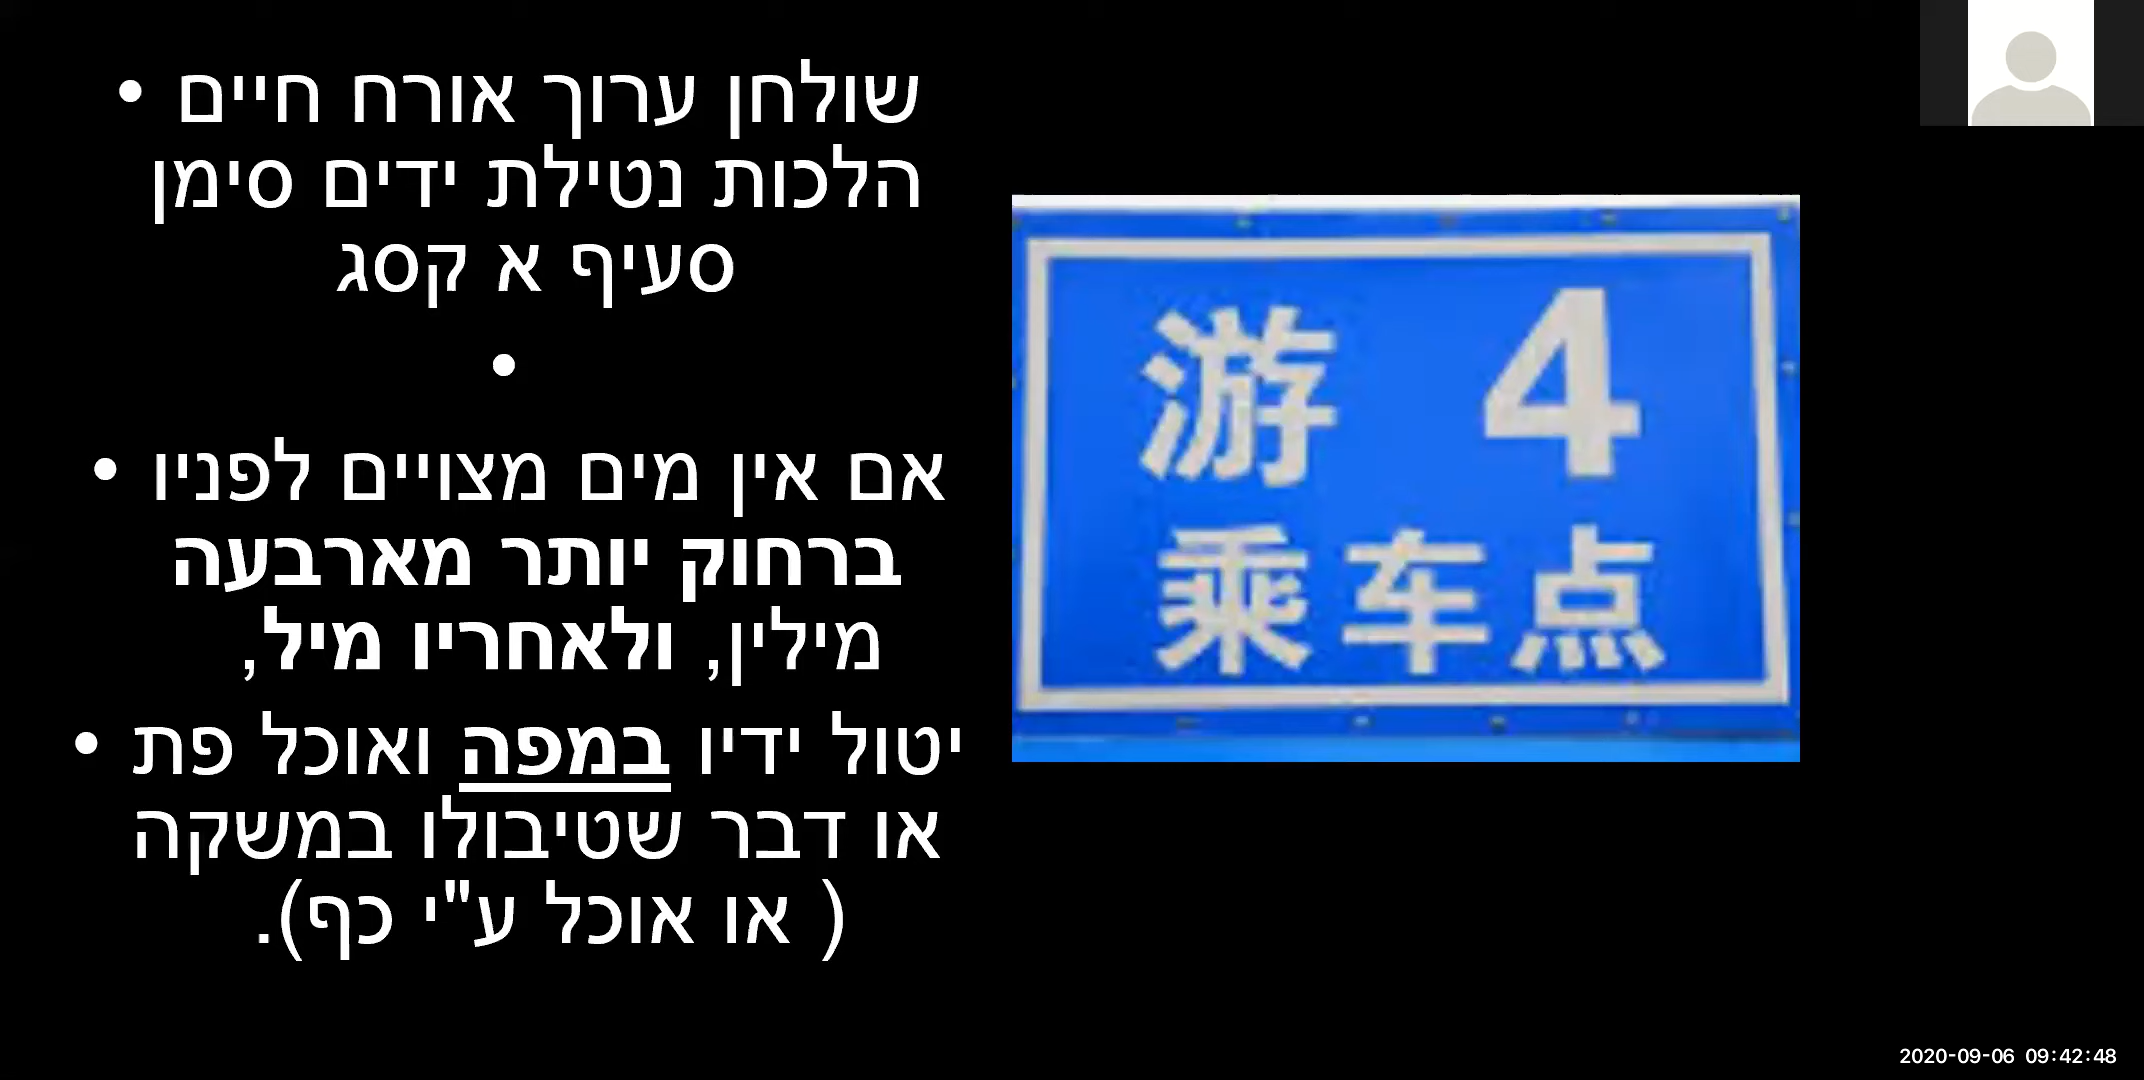 • שולחן ערוך אורח חיים
הלכות נטילת ידים סימן
סעיף א קסג
•
• אם אין מים מצויים לפניו
ברחוק יותר מארבעה
מילין, ולאחריו מיל,
• יטול ידיו במפה ואוכל פת
או דבר שטיבולו במשקה
( או אוכל ע"י כף).
游 4
乘车点
2020-09-06 09:42:48